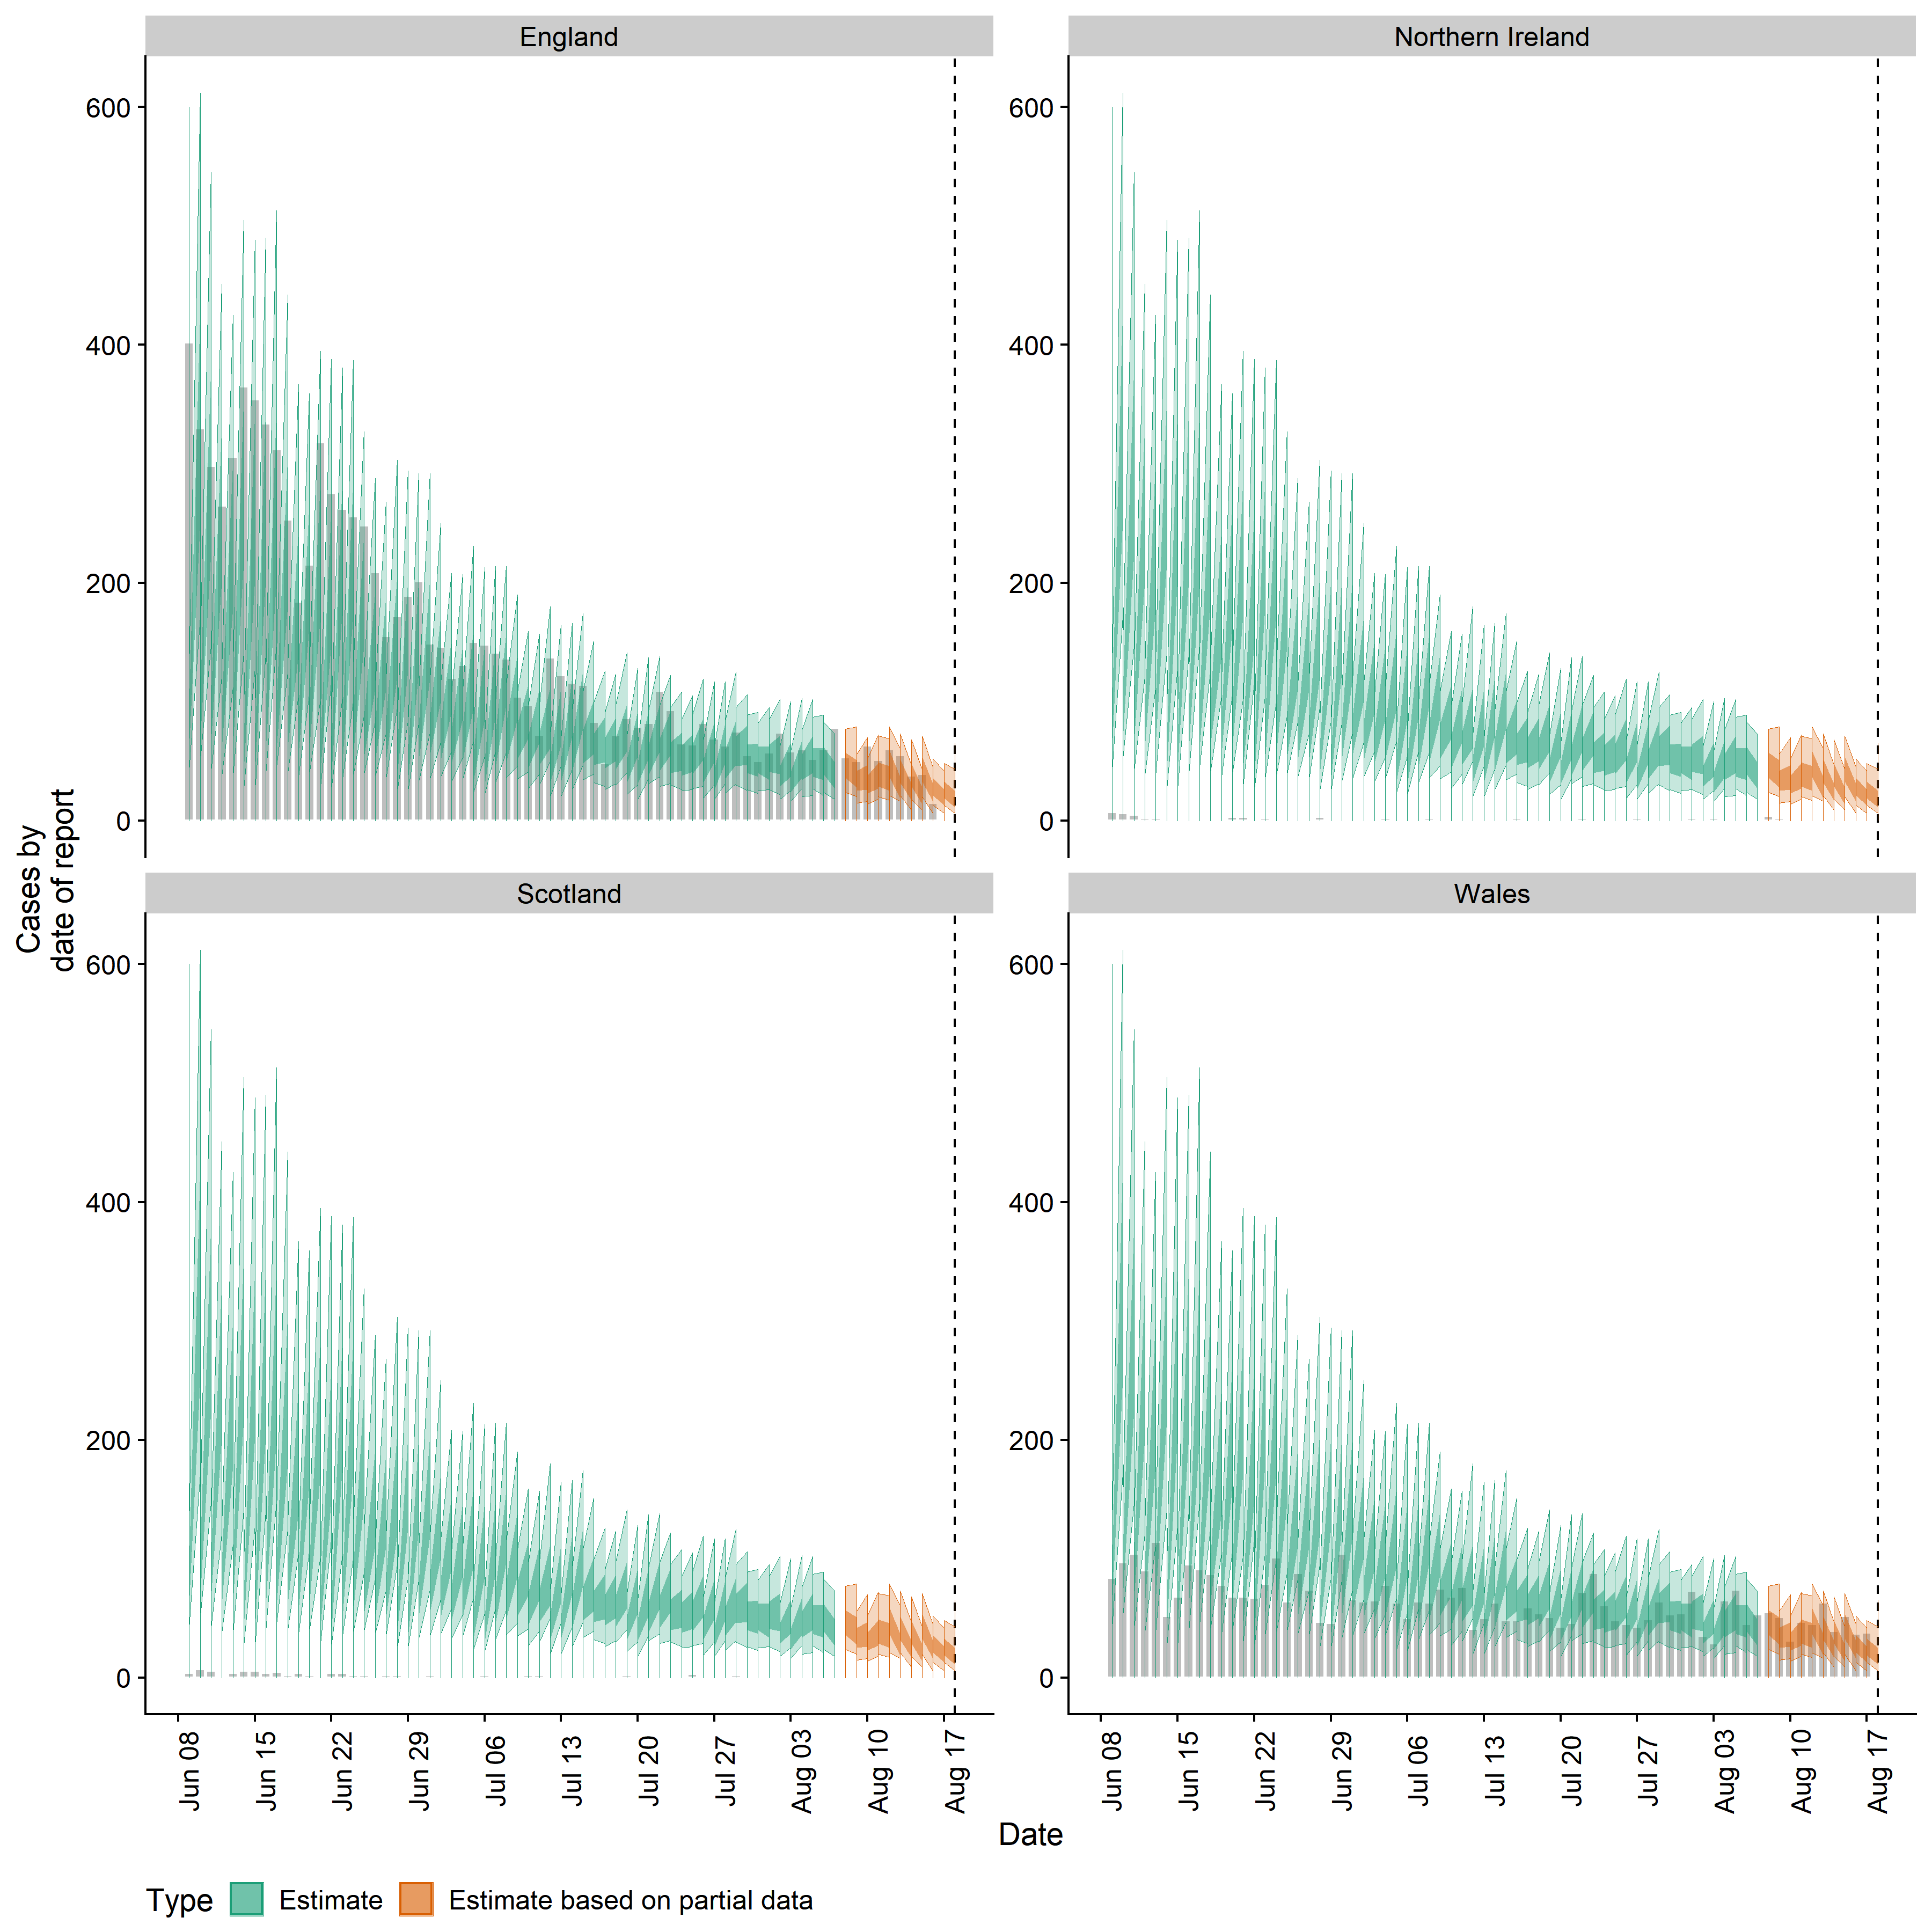 England
Northern Ireland
600
400
200
0
600
400
200
0
Scotland
Wales
600
400
200
0
600
400
200
0
Cases by
date of report
Jun 08
Jun 15
Jun 22
Jun 29
Jul 06
Jul 13
Jul 20
Jul 27
Aug 03
Aug 10
Aug 17
Jun 08
Jun 15
Jun 22
Jun 29
Jul 06
Jul 13
Jul 20
Jul 27
Aug 03
Aug 10
Aug 17
Date
Type Estimate Estimate based on partial data